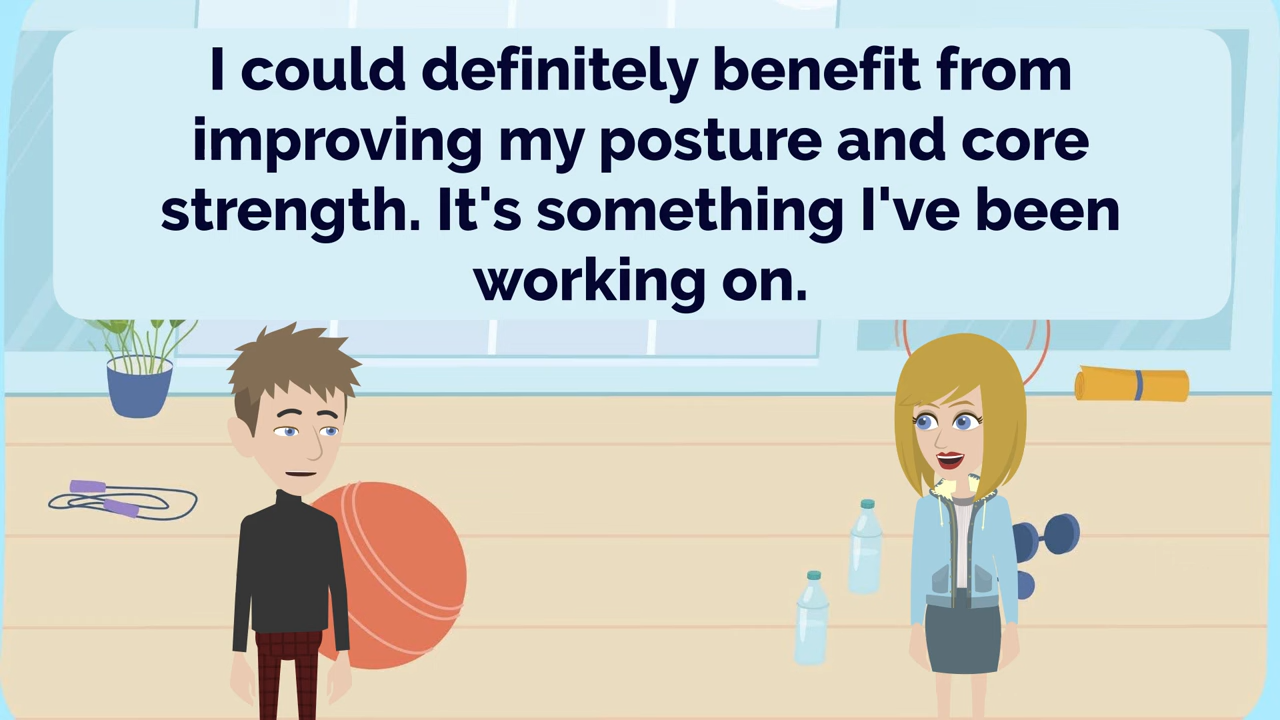 I could definitely benefit from
improving my posture and core
strength. It's something I've been
working on.